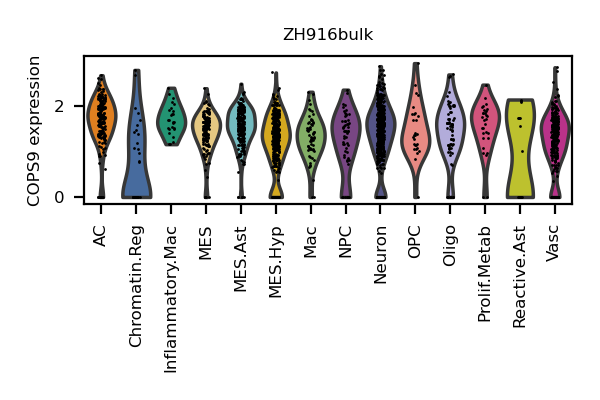 ZH916bulk
COPS9 expression
2
0
AC
Chromatin.Reg
Inflammatory.Mac
MES
MES.Ast
MES.Hyp
Mac
NPC
Neuron
OPC
Oligo
Prolif.Metab
Reactive.Ast
Vasc